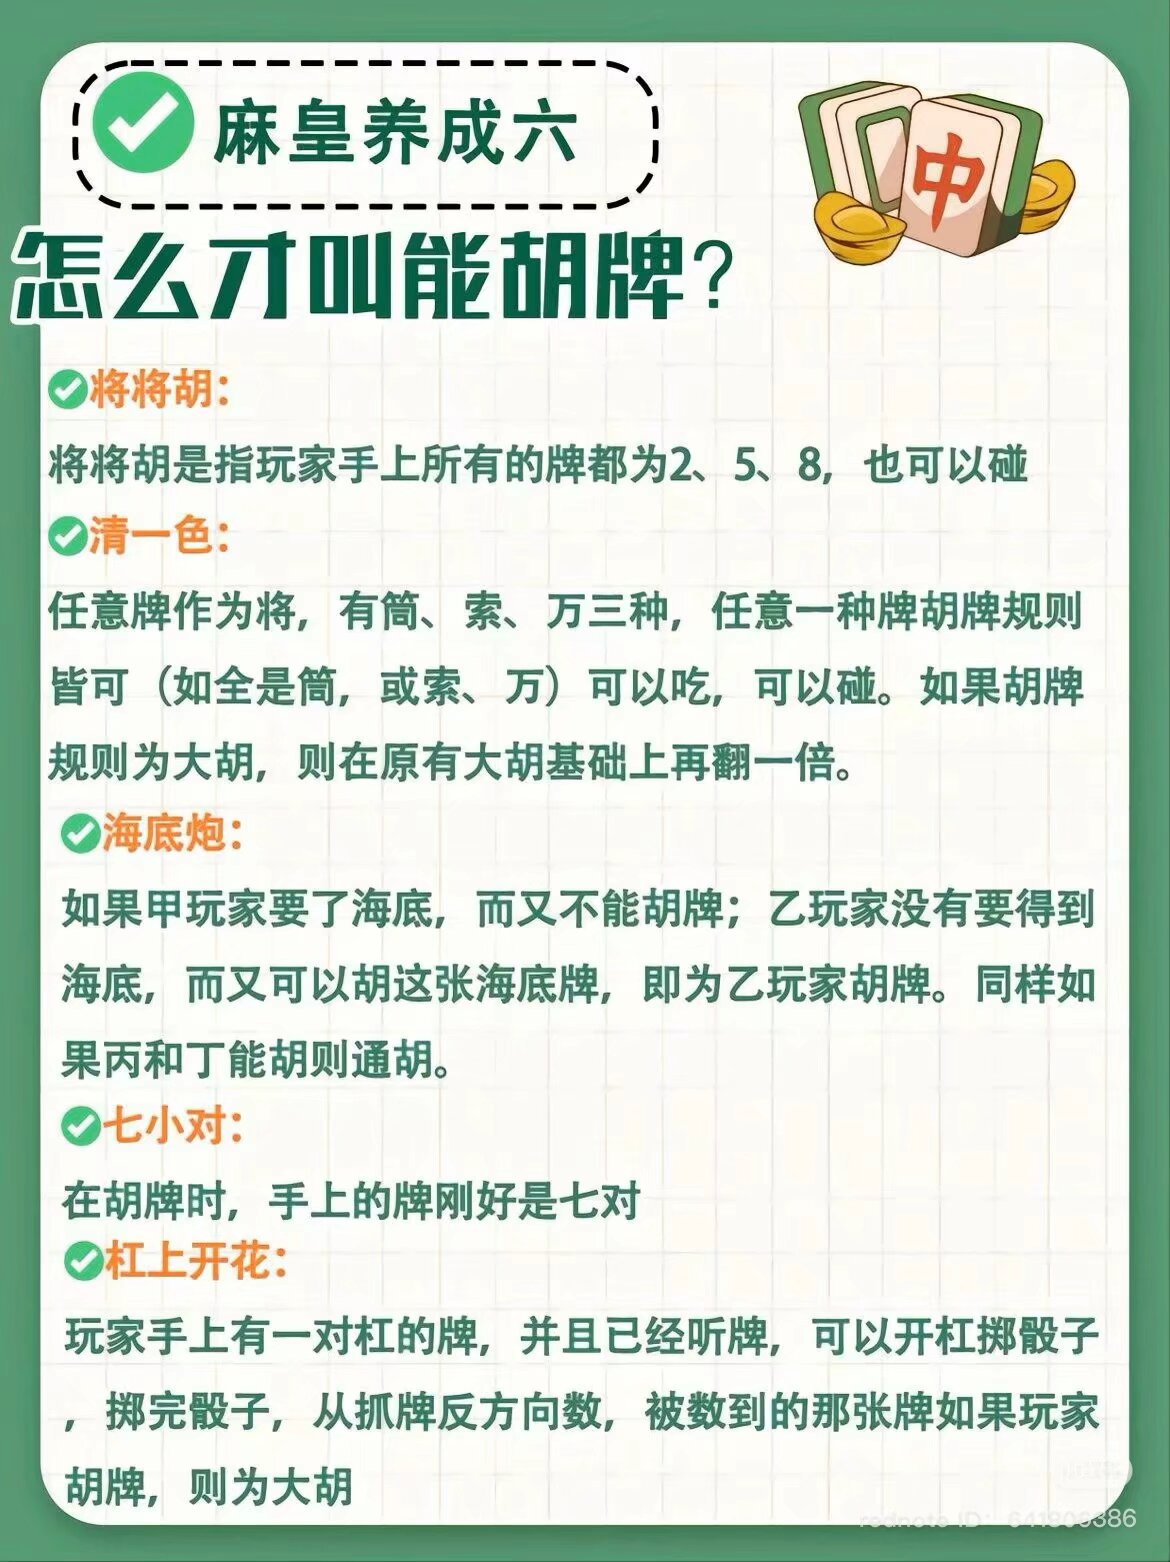 麻皇养成六
中
怎么才叫能胡牌?
将将胡：
将将胡是指玩家手上所有的牌都为2、5、8，也可以碰
清一色：
任意牌作为将，有筒、索、万三种，任意一种牌胡牌规则
皆可（如全是筒，或索、万）可以吃，可以碰。如果胡牌
规则为大胡，则在原有大胡基础上再翻一倍。
海底炮：
如果甲玩家要了海底，而又不能胡牌；乙玩家没有要得到
海底，而又可以胡这张海底牌，即为乙玩家胡牌。同样如
果丙和丁能胡则通胡。
七小对：
在胡牌时，手上的牌刚好是七对
杠上开花：
玩家手上有一对杠的牌，并且已经听牌，可以开杠掷骰子
，掷完骰子，从抓牌反方向数，被数到的那张牌如果玩家
胡牌，则为大胡
rednote ID: 641806386